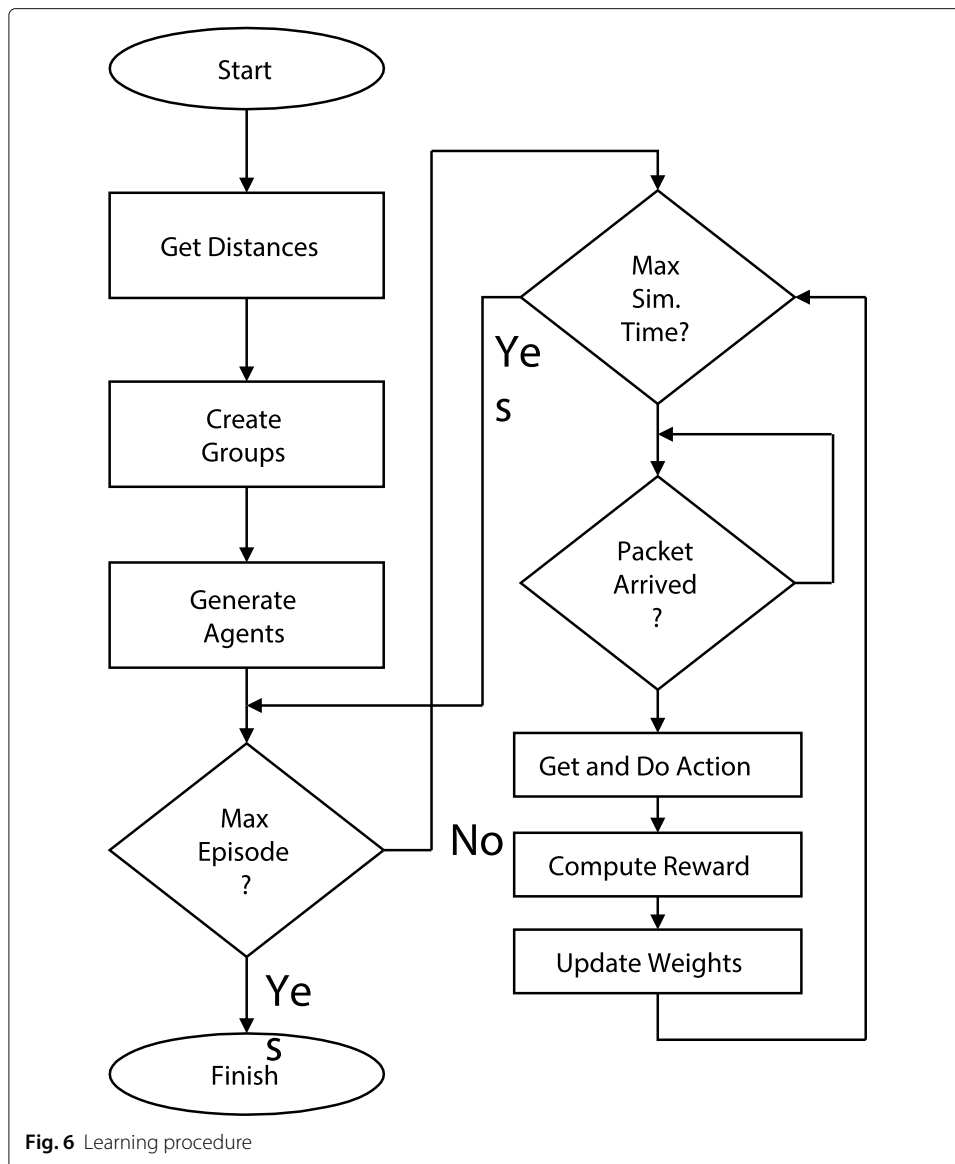 Start
Get Distances
Create
Groups
Generate
Agents
Max
Episode
?
Ye
s
Finish
No
Max
Sim.
Time?
Ye
s
Packet
Arrived
?
Get and Do Action
Compute Reward
Update Weights
Fig. 6 Learning procedure